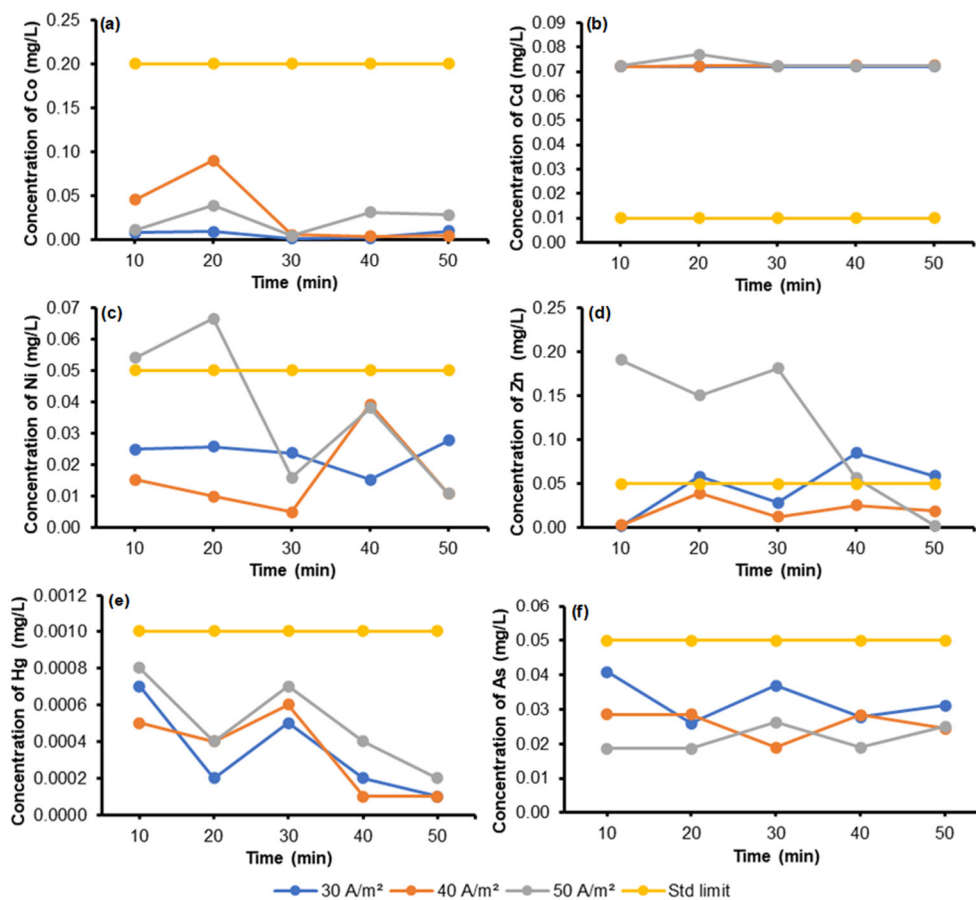 (a)
Concentration of Co (mg/L)
0.25
0.20
0.15
0.10
0.05
0.00
10 20 30 40 50
Time (min)
(b)
Concentration of Cd (mg/L)
0.09
0.08
0.07
0.06
0.05
0.04
0.03
0.02
0.01
0.00
10 20 30 40 50
Time (min)
(c)
Concentration of Ni (mg/L)
0.07
0.06
0.05
0.04
0.03
0.02
0.01
0.00
10 20 30 40 50
Time (min)
(d)
Concentration of Zn (mg/L)
0.25
0.20
0.15
0.10
0.05
0.00
10 20 30 40 50
Time (min)
(e)
Concentration of Hg (mg/L)
0.0012
0.0010
0.0008
0.0006
0.0004
0.0002
0.0000
10 20 30 40 50
Time (min)
(f)
Concentration of As (mg/L)
0.06
0.05
0.04
0.03
0.02
0.01
0.00
10 20 30 40 50
Time (min)
30 A/m² 40 A/m² 50 A/m² Std limit